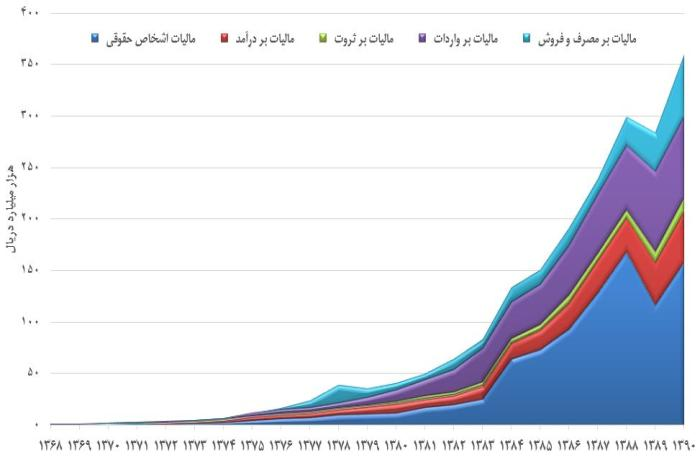 ۴۰۰
مالیات اشخاص حقوقی
مالیات بر درآمد
مالیات بر ثروت
مالیات بر واردات
مالیات بر مصرف و فروش
۳۵۰
۳۰۰
۲۵۰
۲۰۰
۱۵۰
۱۰۰
۵۰
۰
هزار میلیارد دریال
۱۳۶۸ ۱۳۶۹ ۱۳۷۰ ۱۳۷۱ ۱۳۷۲ ۱۳۷۳ ۱۳۷۴ ۱۳۷۵ ۱۳۷۶ ۱۳۷۷ ۱۳۷۸ ۱۳۷۹ ۱۳۸۰ ۱۳۸۱ ۱۳۸۲ ۱۳۸۳ ۱۳۸۴ ۱۳۸۵ ۱۳۸۶ ۱۳۸۷ ۱۳۸۸ ۱۳۸۹ ۱۳۹۰